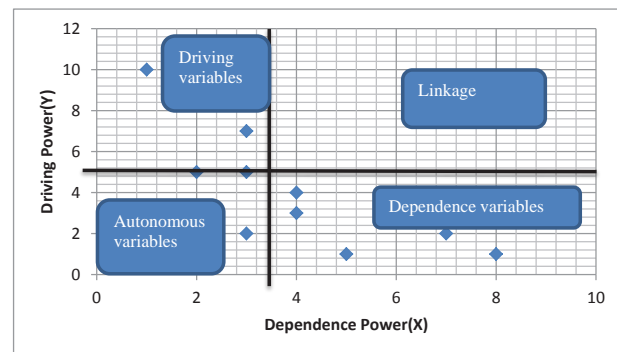 Driving Power(Y)
12
10
8
6
4
2
0
Driving
variables
Linkage
Autonomous
variables
Dependence variables
0 2 4 6 8 10
Dependence Power(X)